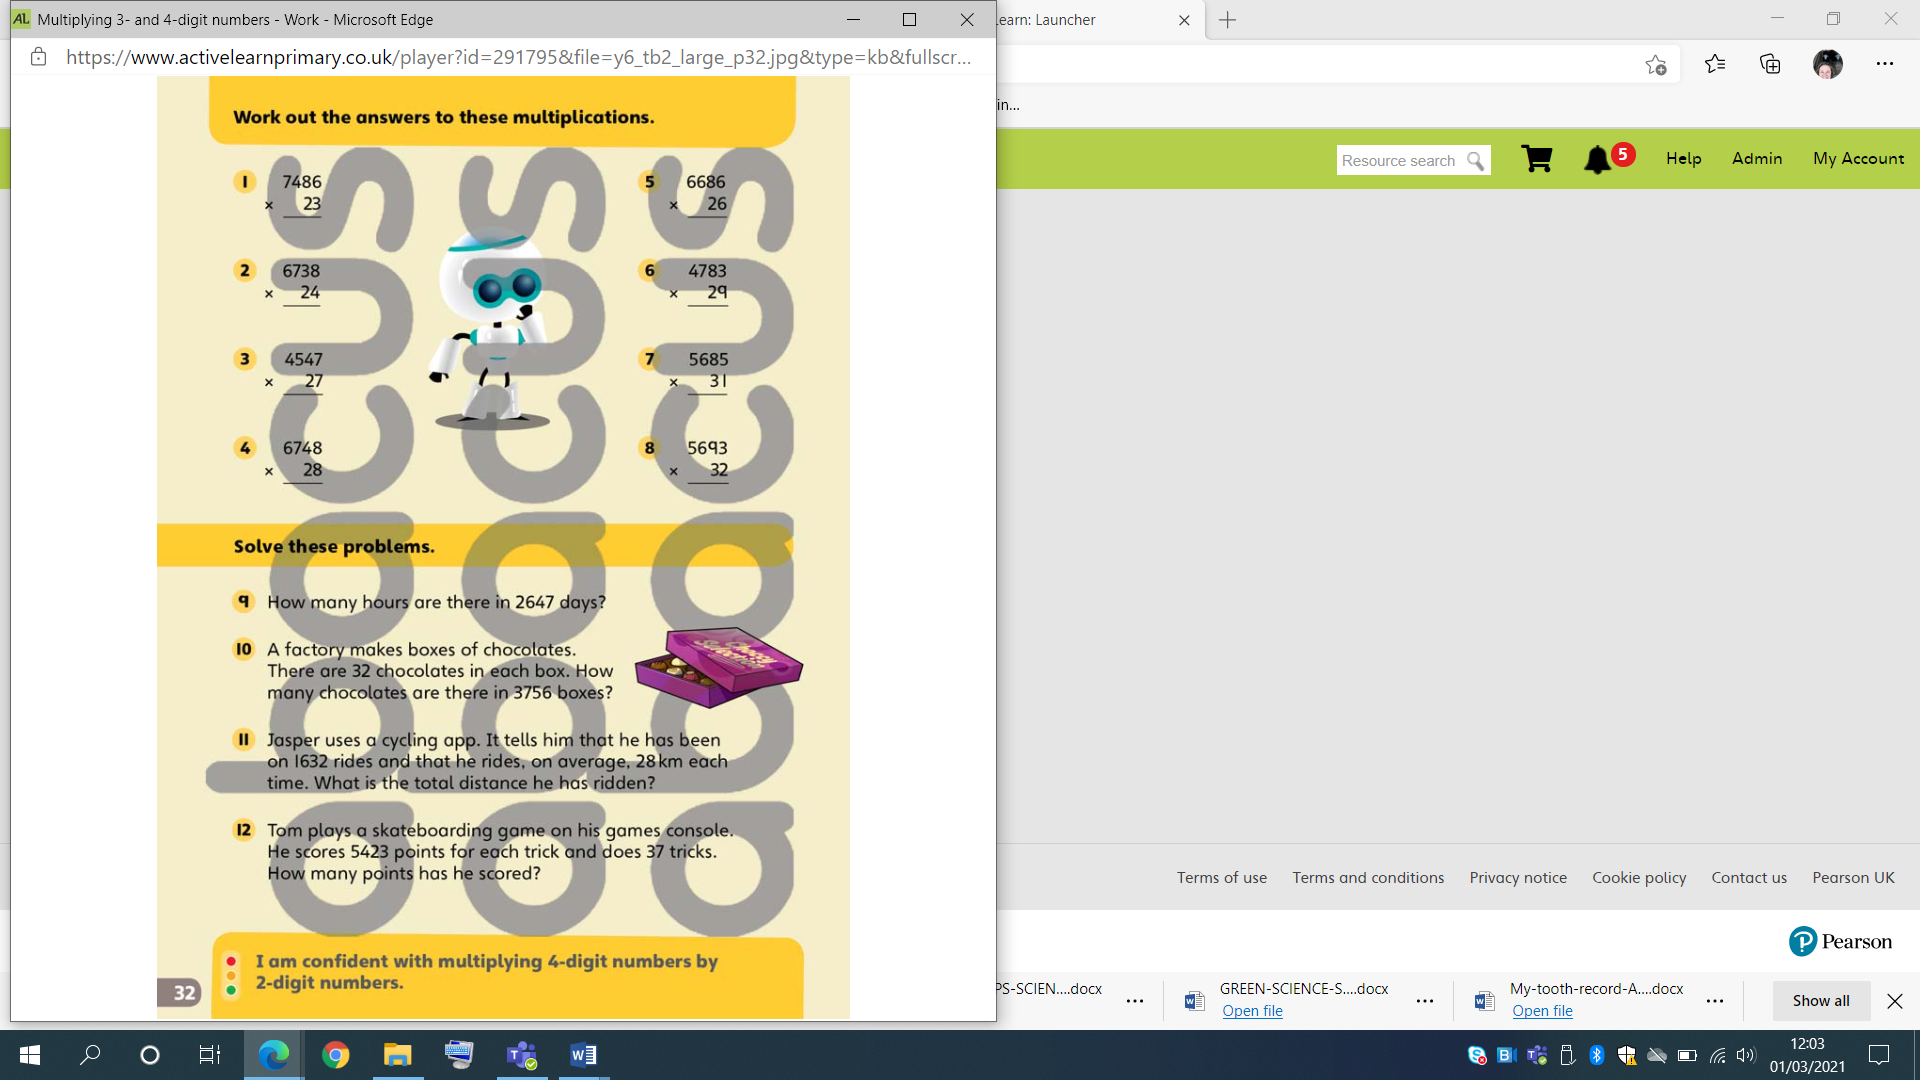 Multiplying 3- and 4-digit numbers - Work - Microsoft Edge
earn: Launcher
https://www.activelearnprimary.co.uk/player?id=291795&file=y6_tb2_large_p32.jpg&type=kb&fullscr...
in...
Resource search
5
Help
Admin
My Account
Work out the answers to these multiplications.
1 7486
× 23
2 6738
× 24
3 4547
× 27
4 6748
× 28
5 6686
× 26
6 4783
× 29
7 5685
× 31
8 5693
× 32
Solve these problems.
9 How many hours are there in 2647 days?
10 A factory makes boxes of chocolates.
There are 32 chocolates in each box. How
many chocolates are there in 3756 boxes?
11 Jasper uses a cycling app. It tells him that he has been
on 1632 rides and that he rides, on average, 28 km each
time. What is the total distance he has ridden?
12 Tom plays a skateboarding game on his games console.
He scores 5423 points for each trick and does 37 tricks.
How many points has he scored?
I am confident with multiplying 4-digit numbers by
2-digit numbers.
32
Terms of use
Terms and conditions
Privacy notice
Cookie policy
Contact us
Pearson UK
Pearson
PS-SCIEN....docx
GREEN-SCIENCE-S....docx
Open file
My-tooth-record-A....docx
Open file
Show all
12:03
01/03/2021